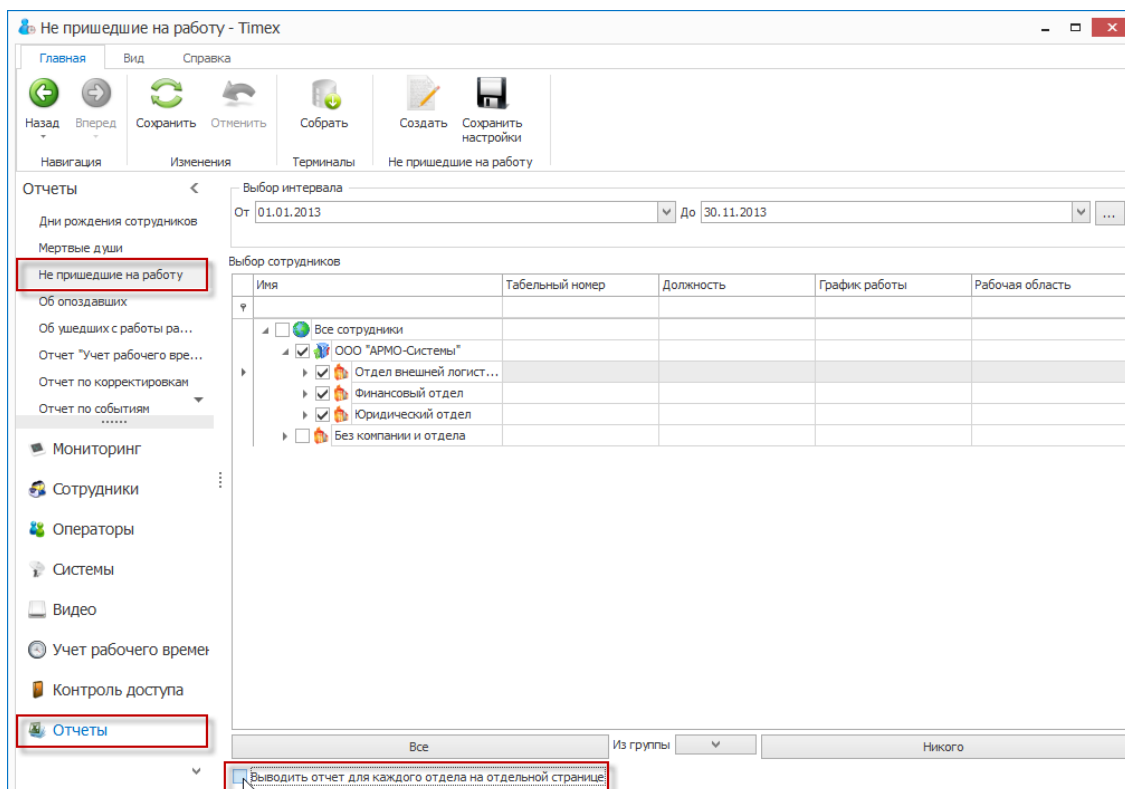 Не пришедшие на работу - Timex
Главная Вид Справка
Назад Вперед Сохранить Отменить Собрать Создать Сохранить настройки
Навигация Изменения Терминалы Не пришедшие на работу
Отчеты
Дни рождения сотрудников
Мертвые души
Не пришедшие на работу
Об опоздавших
Об ушедших с работы ра...
Отчет "Учет рабочего вре...
Отчет по корректировкам
Отчет по событиям
Мониторинг
Сотрудники
Операторы
Системы
Видео
Учет рабочего времен
Контроль доступа
Отчеты
Выбор интервала
От 01.01.2013 До 30.11.2013 ...
Выбор сотрудников
Имя Табельный номер Должность График работы Рабочая область
Все сотрудники
ООО "АРМО-Системы"
Отдел внешней логист...
Финансовый отдел
Юридический отдел
Без компании и отдела
Все Из группы Никого
Выводить отчет для каждого отдела на отдельной странице